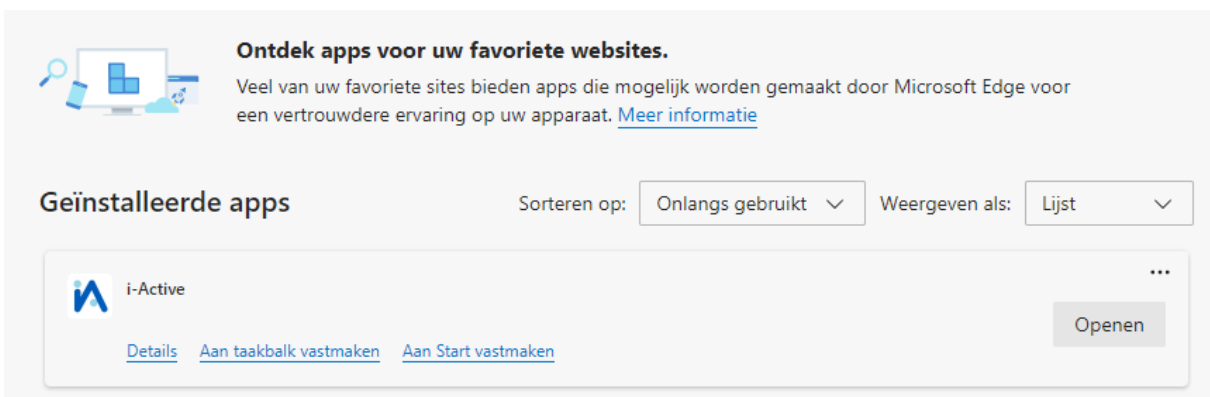 Ontdek apps voor uw favoriete websites.
Veel van uw favoriete sites bieden apps die mogelijk worden gemaakt door Microsoft Edge voor
een vertrouwdere ervaring op uw apparaat. Meer informatie
Geïnstalleerde apps Sorteren op: Onlangs gebruikt Weergeven als: Lijst
i-Active
Openen
Details Aan taakbalk vastmaken Aan Start vastmaken